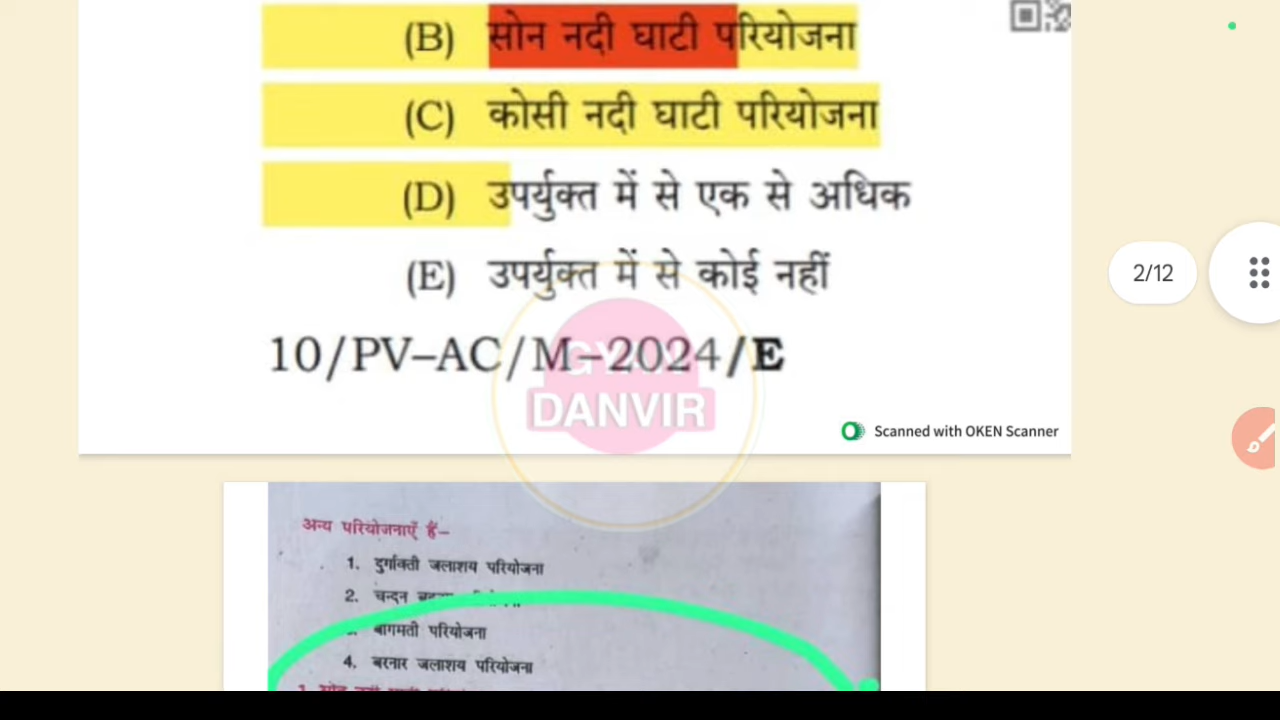 (B) सोन नदी घाटी परियोजना
(C) कोसी नदी घाटी परियोजना
(D) उपर्युक्त में से एक से अधिक
(E) उपर्युक्त में से कोई नहीं
10/PV–AC/M–2024/E
GYAN
DANVIR
Scanned with OKEN Scanner
2/12
अन्य परियोजनाएँ हैं–
1. दुर्गावती जलाशय परियोजना
2. चन्दन
बागमती परियोजना
4. बरनार जलाशय परियोजना